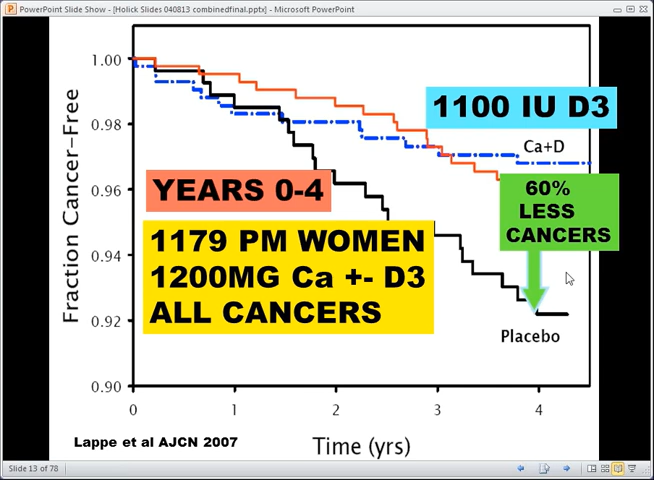 PowerPoint Slide Show - [Holick Slides 040813 combinedfinal.pptx] - Microsoft PowerPoint
1.00
0.98
0.96
0.94
0.92
0.90
Fraction Cancer-Free
1100 IU D3
Ca+D
YEARS 0-4
60%
LESS
CANCERS
1179 PM WOMEN
1200MG Ca +- D3
ALL CANCERS
Placebo
0
1
2
3
4
Lappe et al AJCN 2007
Time (yrs)
Slide 13 of 78